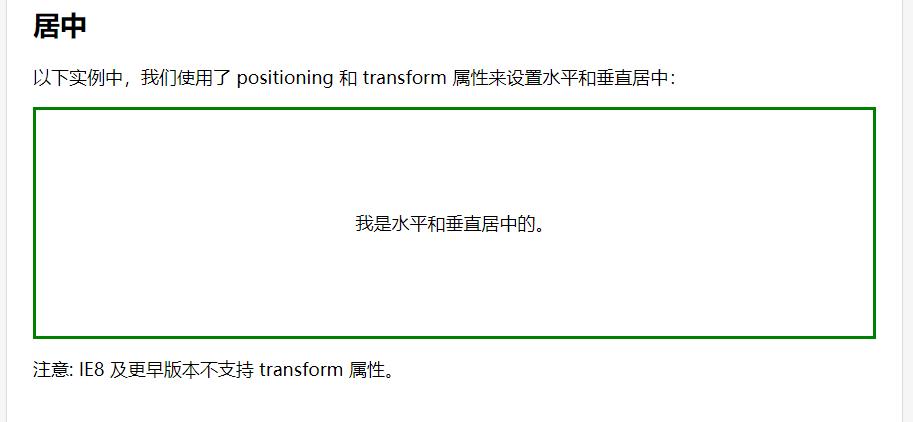 居中
以下实例中，我们使用了 positioning 和 transform 属性来设置水平和垂直居中：
我是水平和垂直居中的。
注意: IE8 及更早版本不支持 transform 属性。